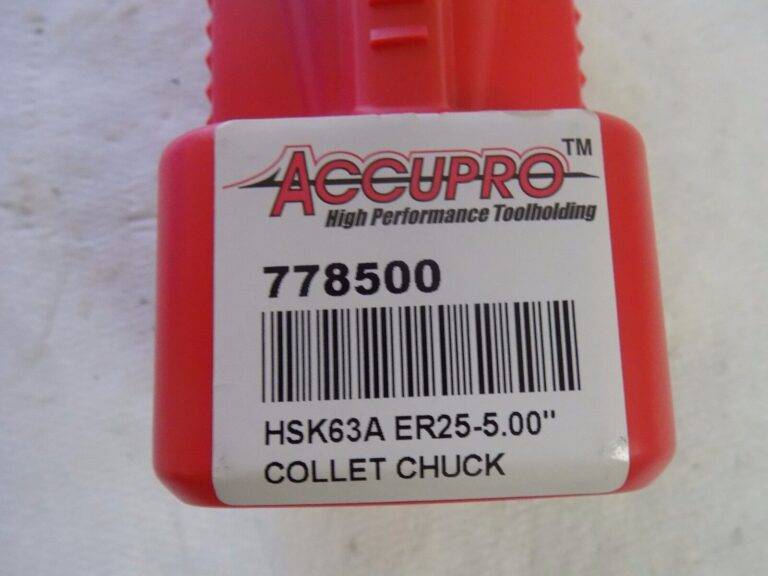 ACCUPRO™
High Performance Toolholding
778500
HSK63A ER25-5.00"
COLLET CHUCK